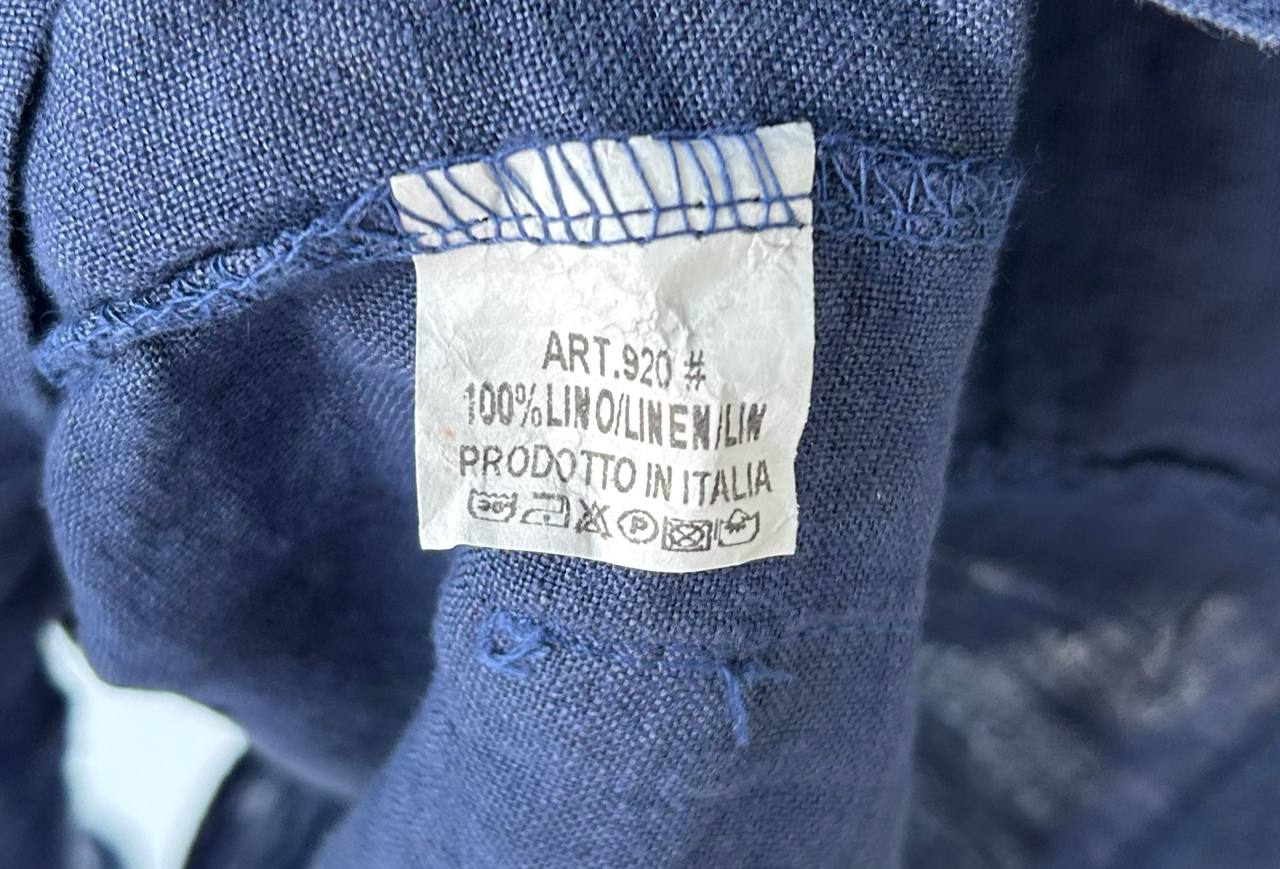 ART.920 #
100%LINO/LINEN/LIN
PRODOTTO IN ITALIA
P